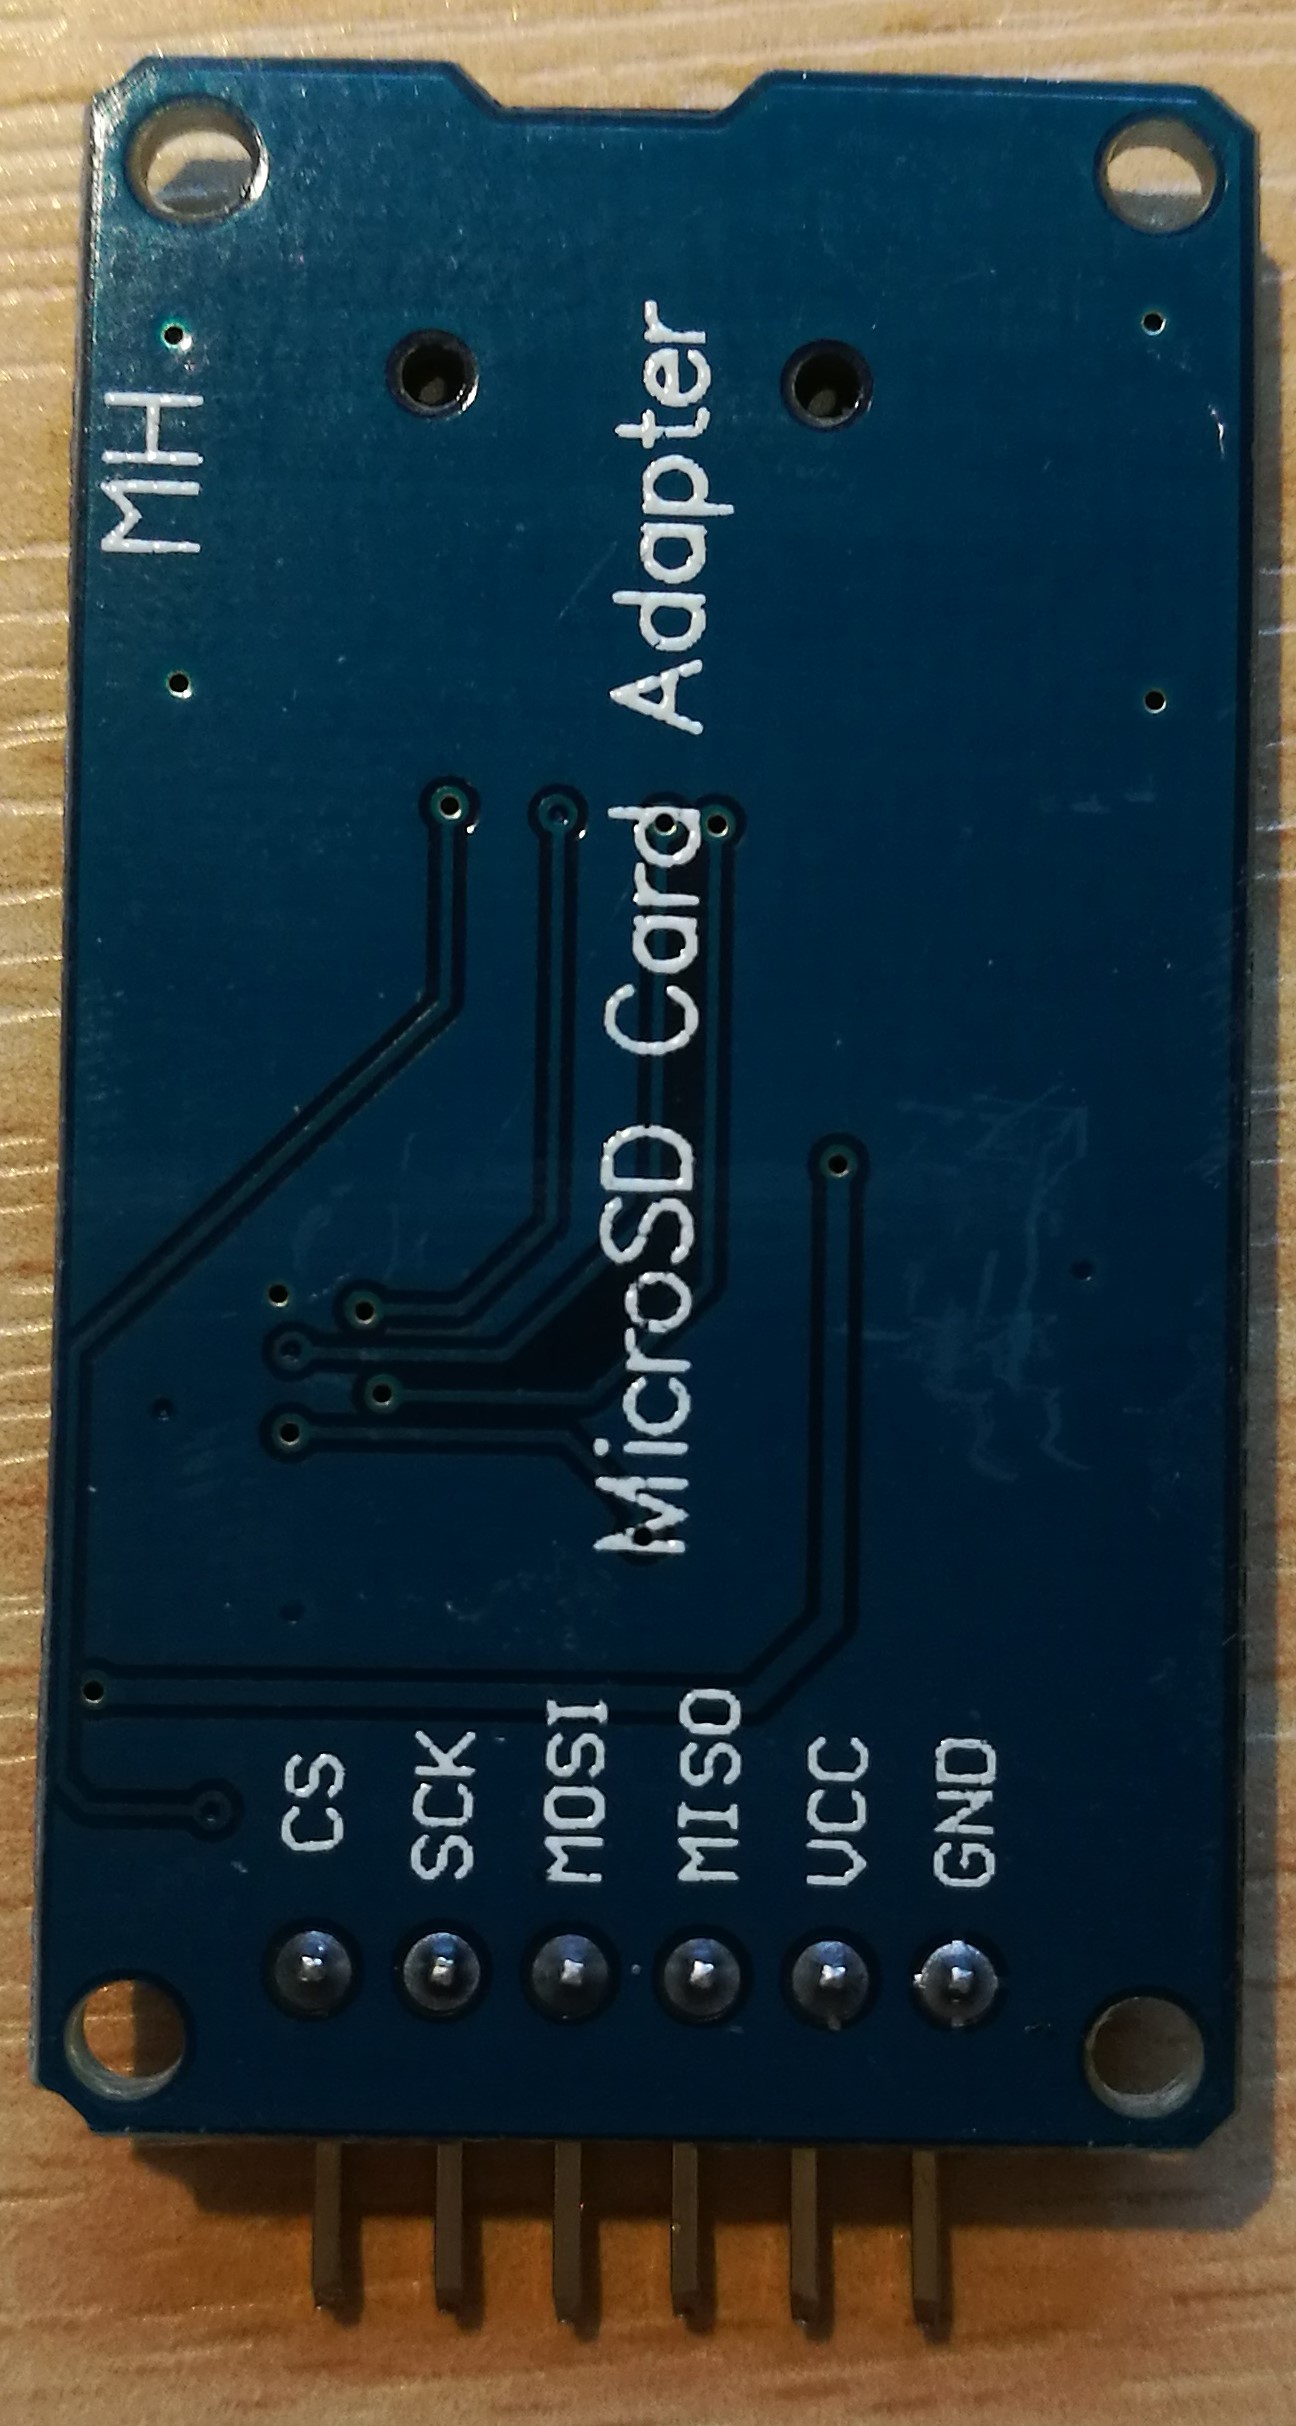 MH
MicroSD Card Adapter
CS
SCK
MOSI
MISO
VCC
GND